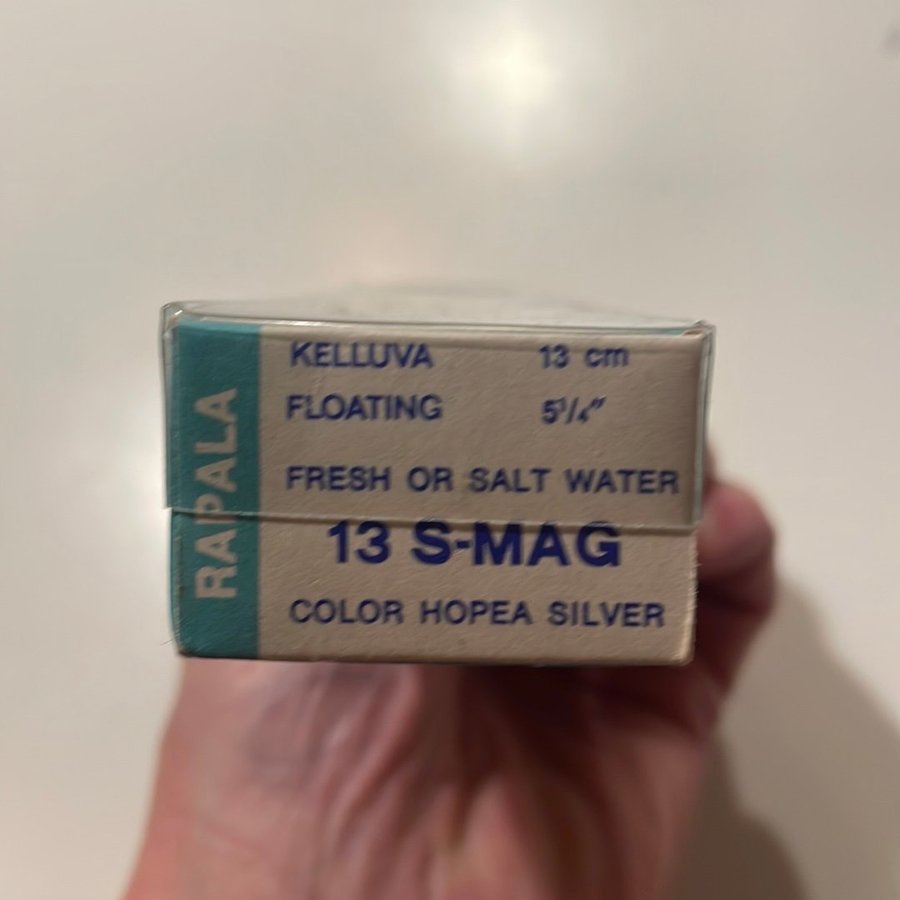 RAPALA
KELLUVA 13 cm
FLOATING 5¼"
FRESH OR SALT WATER
13 S-MAG
COLOR HOPEA SILVER